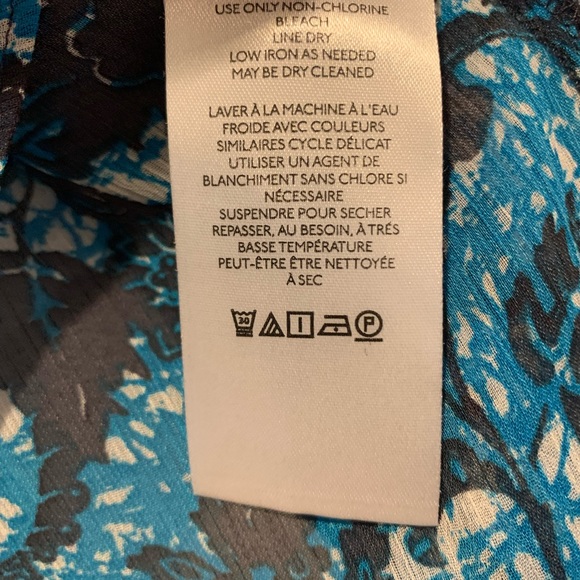 USE ONLY NON-CHLORINE
BLEACH
LINE DRY
LOW IRON AS NEEDED
MAY BE DRY CLEANED
LAVER À LA MACHINE À L'EAU
FROIDE AVEC COULEURS
SIMILAIRES CYCLE DÉLICAT
UTILISER UN AGENT DE
BLANCHIMENT SANS CHLORE SI
NÉCESSAIRE
SUSPENDRE POUR SECHER
REPASSER, AU BESOIN, À TRÉS
BASSE TEMPÉRATURE
PEUT-ÊTRE ÊTRE NETTOYÉE
À SEC
30 P